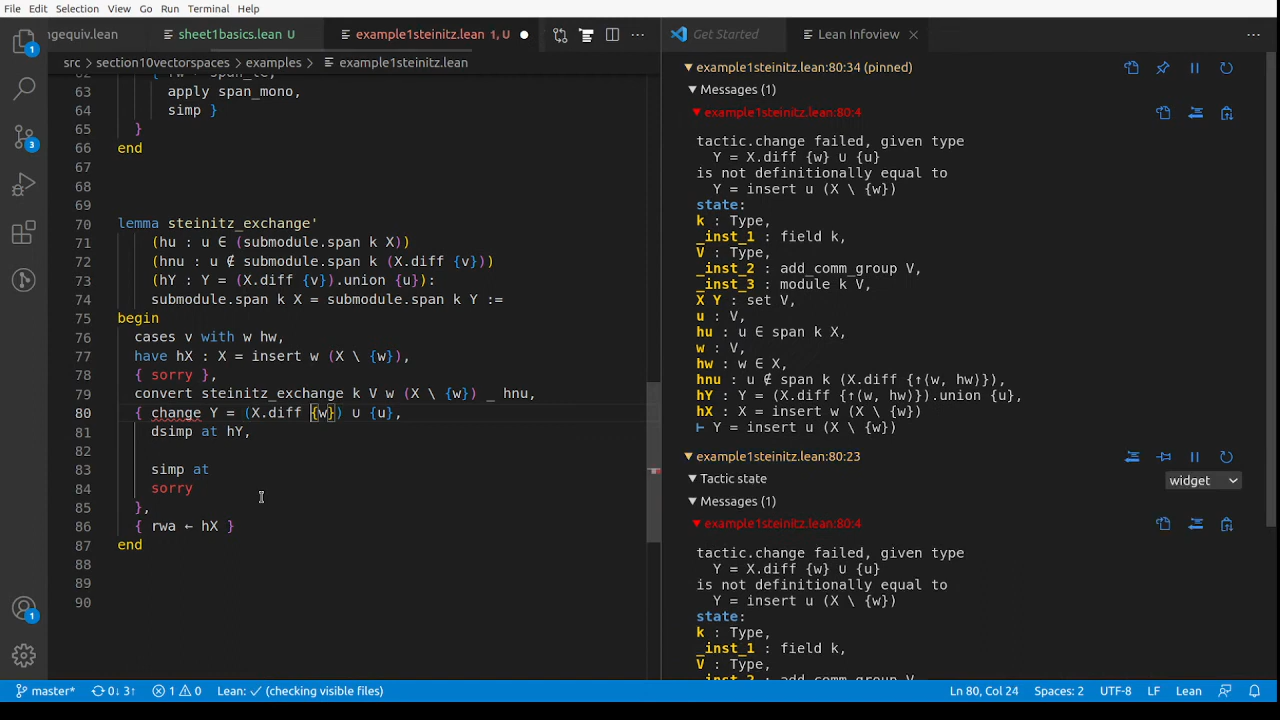 File Edit Selection View Go Run Terminal Help
ngequiv.lean sheet1basics.lean U example1steinitz.lean 1, U Get Started Lean Infoview
src > section10vectorspaces > examples > example1steinitz.lean
63 apply span_mono,
64 simp }
65 }
66 end
67
68
69
70 lemma steinitz_exchange'
71 (hu : u ∈ (submodule.span k X))
72 (hnu : u ∉ submodule.span k (X.diff {v}))
73 (hY : Y = (X.diff {v}).union {u}):
74 submodule.span k X = submodule.span k Y :=
75 begin
76 cases v with w hw,
77 have hX : X = insert w (X \ {w}),
78 { sorry },
79 convert steinitz_exchange k V w (X \ {w}) _ hnu,
80 { change Y = (X.diff {w}) ∪ {u},
81 dsimp at hY,
82
83 simp at
84 sorry
85 },
86 { rwa ← hX }
87 end
88
89
90
example1steinitz.lean:80:34 (pinned)
Messages (1)
example1steinitz.lean:80:4
tactic.change failed, given type
Y = X.diff {w} ∪ {u}
is not definitionally equal to
Y = insert u (X \ {w})
state:
k : Type,
_inst_1 : field k,
V : Type,
_inst_2 : add_comm_group V,
_inst_3 : module k V,
X Y : set V,
u : V,
hu : u ∈ span k X,
w : V,
hw : w ∈ X,
hnu : u ∉ span k (X.diff {↑⟨w, hw⟩}),
hY : Y = (X.diff {↑⟨w, hw⟩}).union {u},
hX : X = insert w (X \ {w})
⊢ Y = insert u (X \ {w})
example1steinitz.lean:80:23
Tactic state
widget
Messages (1)
example1steinitz.lean:80:4
tactic.change failed, given type
Y = X.diff {w} ∪ {u}
is not definitionally equal to
Y = insert u (X \ {w})
state:
k : Type,
_inst_1 : field k,
V : Type,
_inst_2 : add_comm_group V,
1
3
1
master* 0↓ 3↑ 1 0 Lean: ✓ (checking visible files) Ln 80, Col 24 Spaces: 2 UTF-8 LF Lean